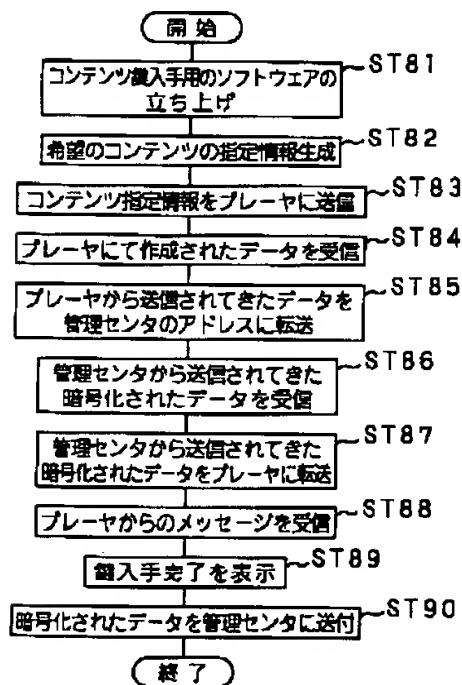 開始
ST81
コンテンツ鍵入手用のソフトウェアの
立ち上げ
ST82
希望のコンテンツの指定情報生成
ST83
コンテンツ指定情報をプレーヤに送信
ST84
プレーヤにて作成されたデータを受信
ST85
プレーヤから送信されてきたデータを
管理センタのアドレスに転送
ST86
管理センタから送信されてきた
暗号化されたデータを受信
ST87
管理センタから送信されてきた
暗号化されたデータをプレーヤに転送
ST88
プレーヤからのメッセージを受信
ST89
鍵入手完了を表示
ST90
暗号化されたデータを管理センタに送付
終了